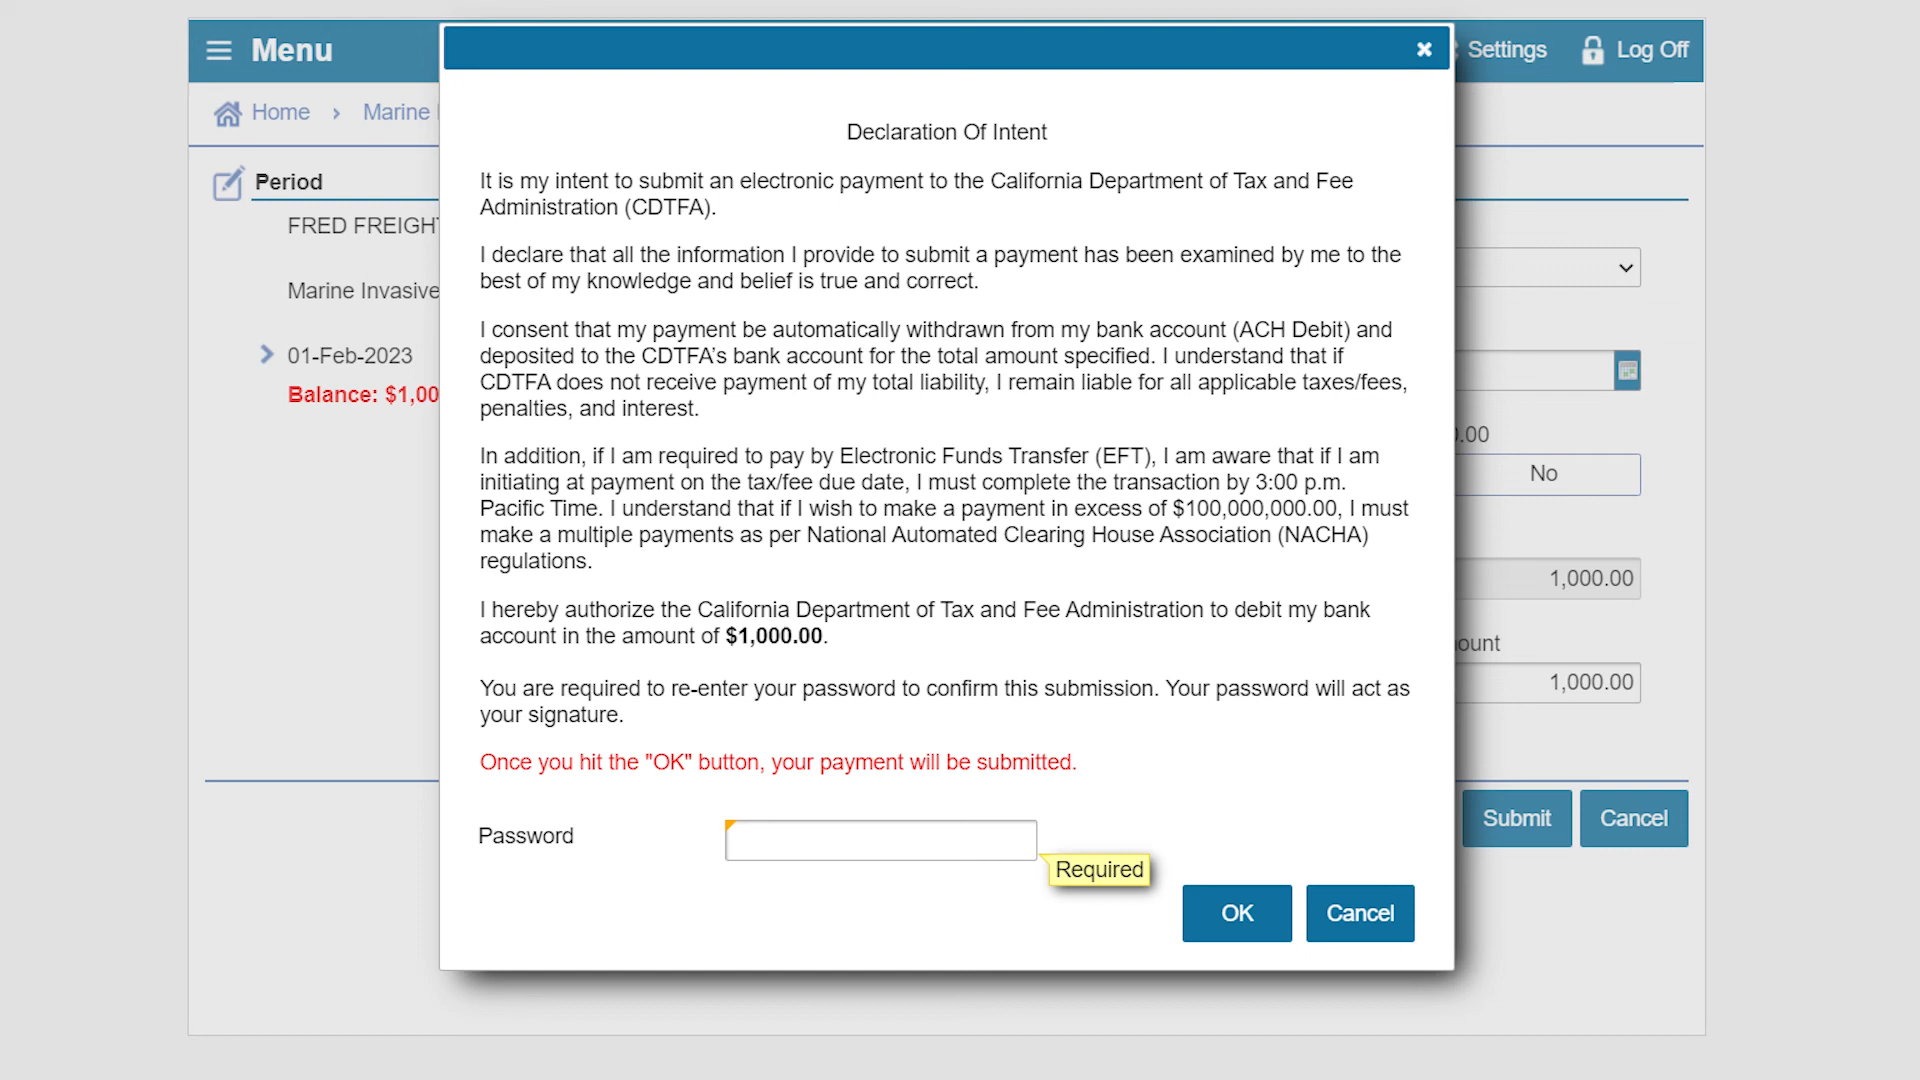 Menu
Settings
Log Off
Home
Marine
Declaration Of Intent
Period
It is my intent to submit an electronic payment to the California Department of Tax and Fee
Administration (CDTFA).
FRED FREIGHT
I declare that all the information I provide to submit a payment has been examined by me to the
best of my knowledge and belief is true and correct.
Marine Invasive
I consent that my payment be automatically withdrawn from my bank account (ACH Debit) and
deposited to the CDTFA's bank account for the total amount specified. I understand that if
CDTFA does not receive payment of my total liability, I remain liable for all applicable taxes/fees,
penalties, and interest.
01-Feb-2023
Balance: $1,00
In addition, if I am required to pay by Electronic Funds Transfer (EFT), I am aware that if I am
initiating at payment on the tax/fee due date, I must complete the transaction by 3:00 p.m.
Pacific Time. I understand that if I wish to make a payment in excess of $100,000,000.00, I must
make a multiple payments as per National Automated Clearing House Association (NACHA)
regulations.
.00
No
I hereby authorize the California Department of Tax and Fee Administration to debit my bank
account in the amount of $1,000.00.
1,000.00
ount
1,000.00
You are required to re-enter your password to confirm this submission. Your password will act as
your signature.
Once you hit the "OK" button, your payment will be submitted.
Password
Required
OK
Cancel
Submit
Cancel